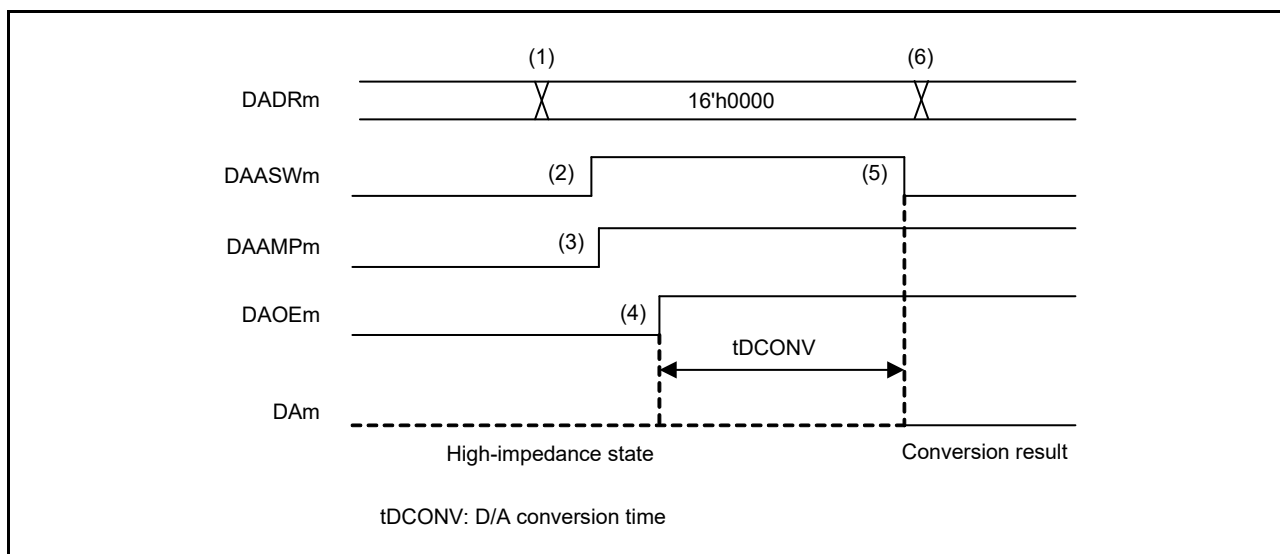 (1) (6)
DADRm 16'h0000
DAASWm (2) (5)
DAAMPm (3)
DAOEm (4)
tDCONV
DAm
High-impedance state Conversion result
tDCONV: D/A conversion time